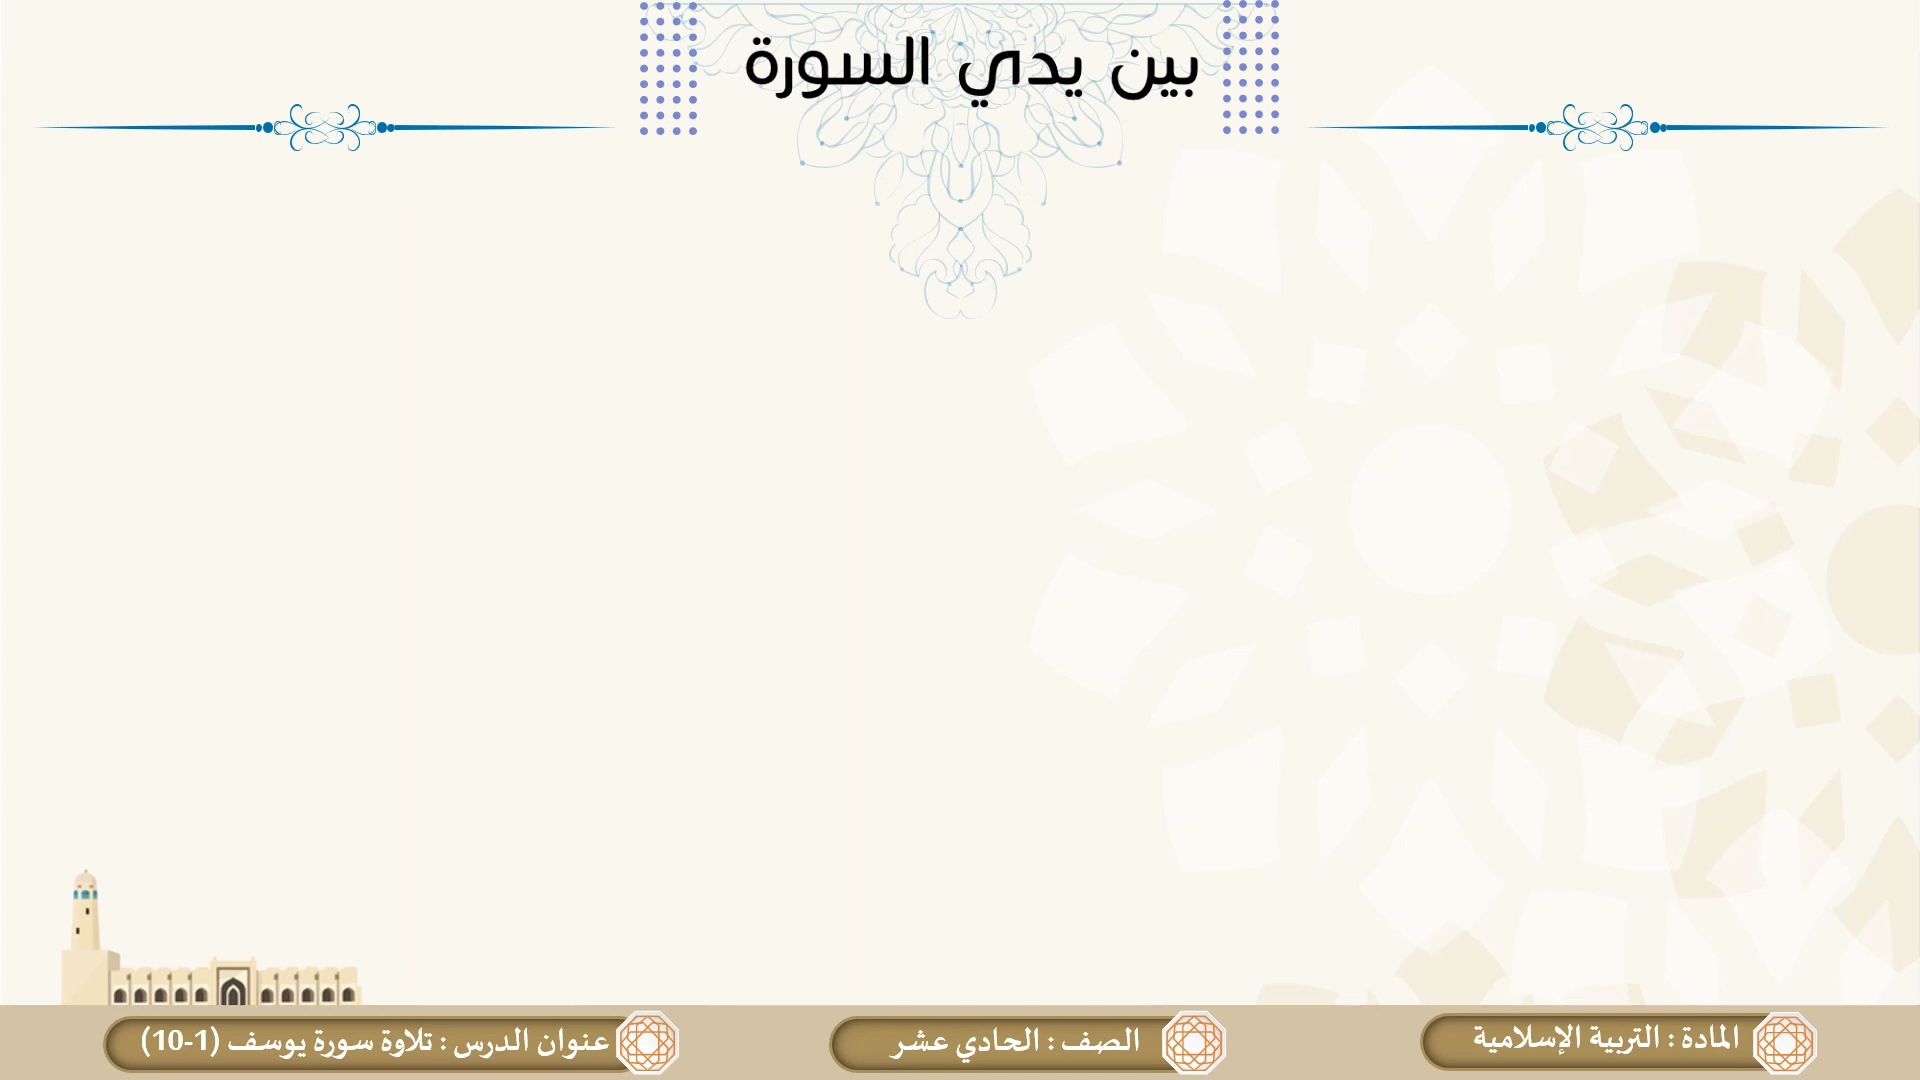 بين يدي السورة
المادة : التربية الإسلامية
الصف : الحادي عشر
عنوان الدرس : تلاوة سورة يوسف (1-10)